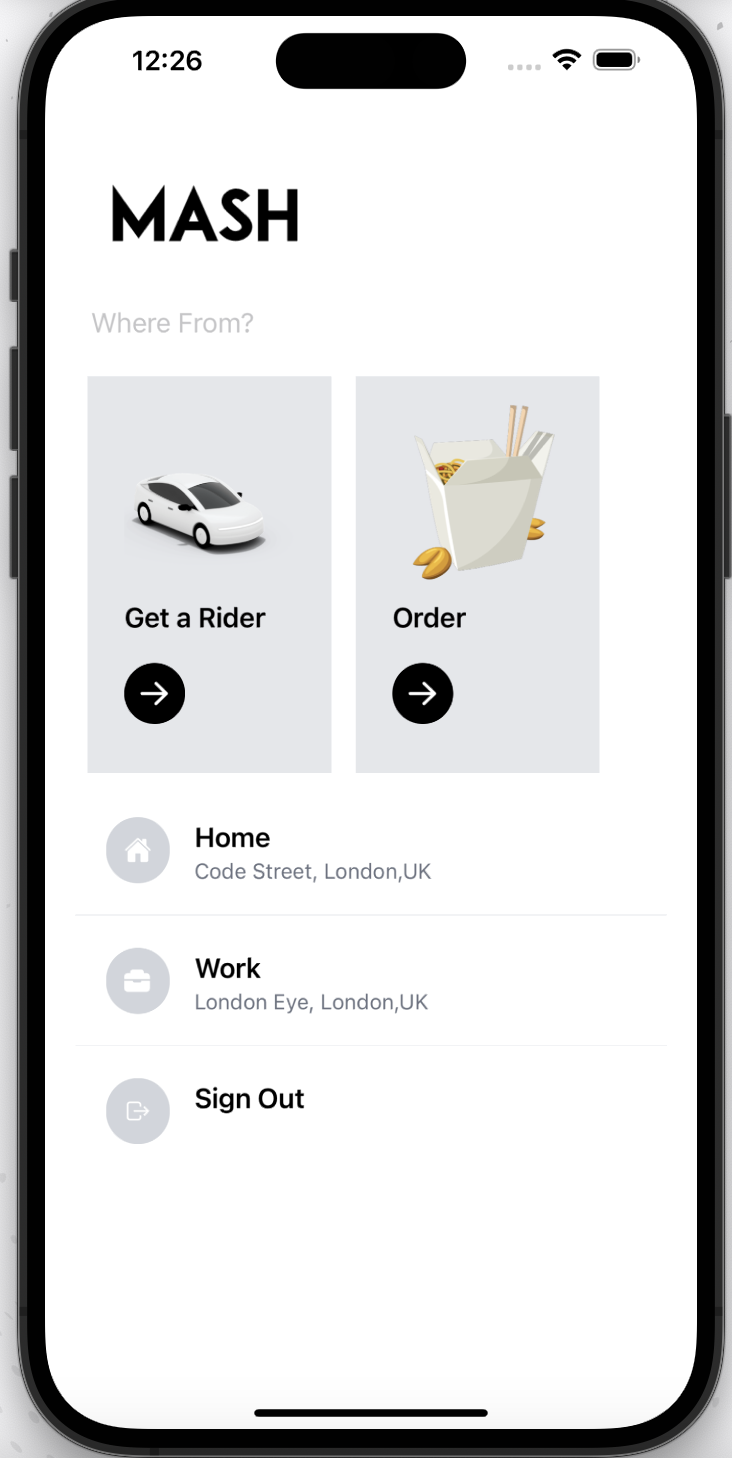 12:26
MASH
Where From?
Get a Rider
Order
Home
Code Street, London,UK
Work
London Eye, London,UK
Sign Out